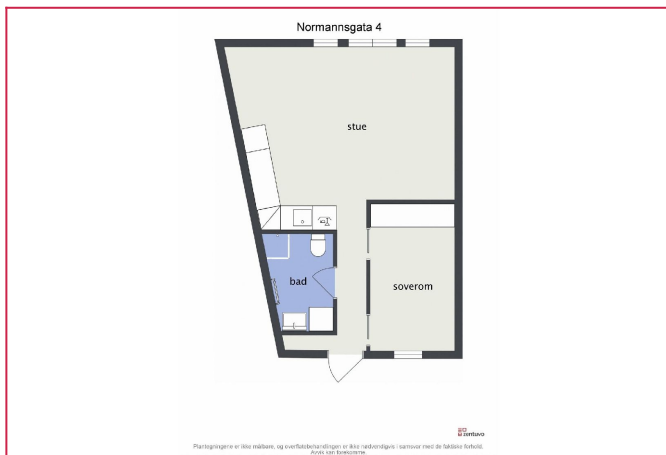 Normannsgata 4
stue
bad
soverom
zentuvo
Plantegningene er ikke målbare, og overflatebehandlingen er ikke nødvendigvis i samsvar med de faktiske forhold.
Avvik kan forekomme.